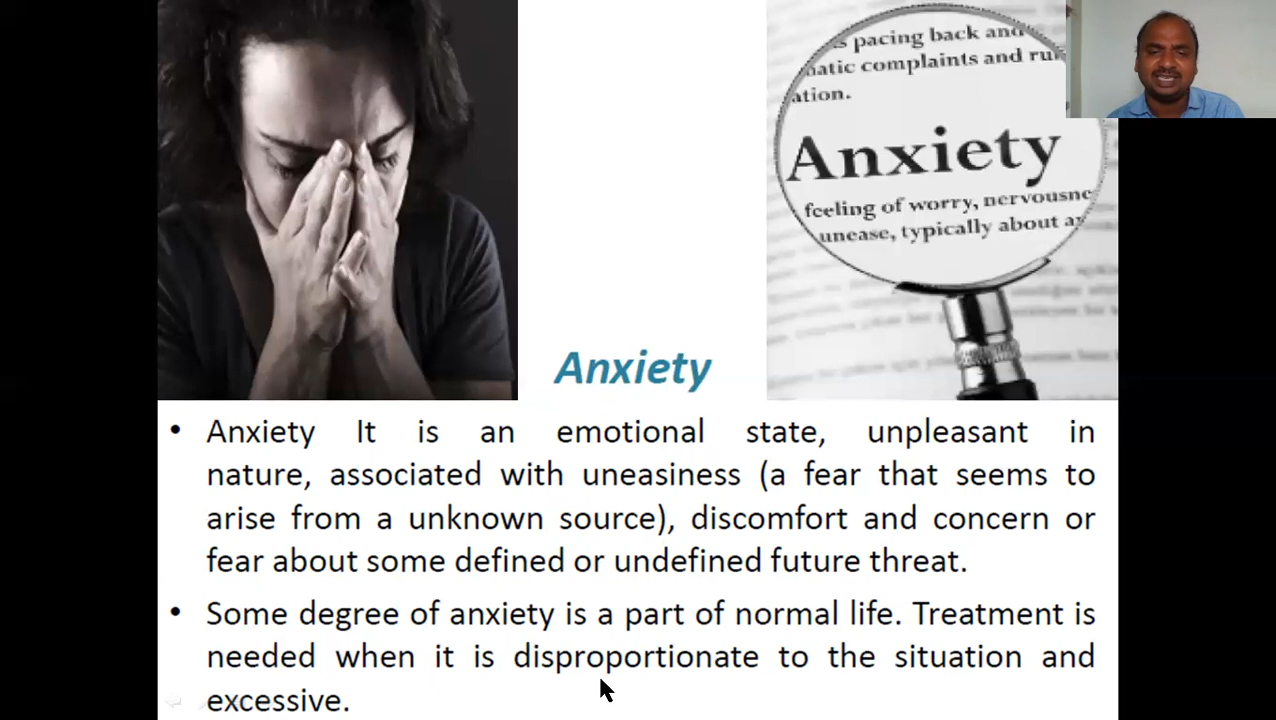 s pacing back and
matic complaints and ru
ation.
Anxiety
feeling of worry, nervousne
unease, typically about a
Anxiety
• Anxiety It is an emotional state, unpleasant in
nature, associated with uneasiness (a fear that seems to
arise from a unknown source), discomfort and concern or
fear about some defined or undefined future threat.
• Some degree of anxiety is a part of normal life. Treatment is
needed when it is disproportionate to the situation and
excessive.